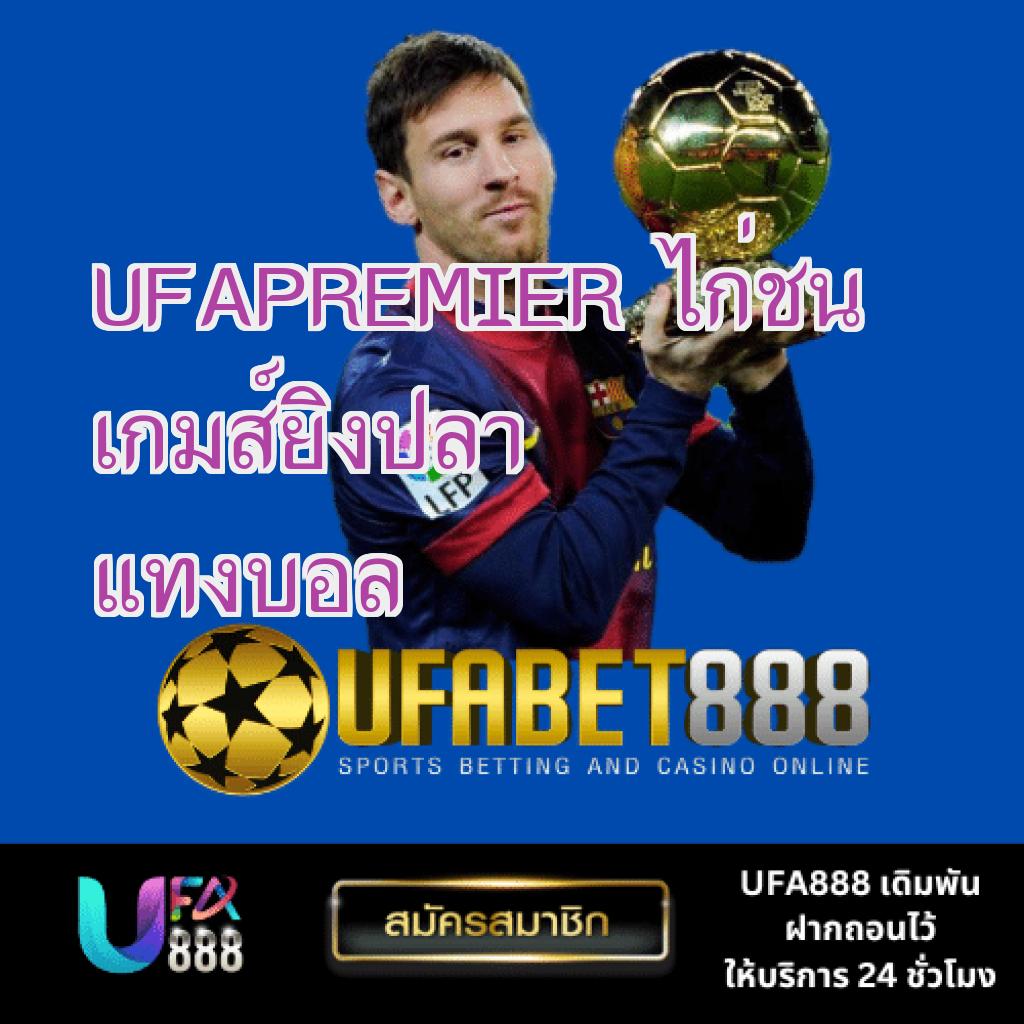 UFAPREMIER ไก่ชน
เกมส์ยิงปลา
LFP
แทงบอล
UFABET888
SPORTS BETTING AND CASINO ONLINE
UFA
888
สมัครสมาชิก
UFA888 เดิมพัน
ฝากถอนไว้
ให้บริการ 24 ชั่วโมง